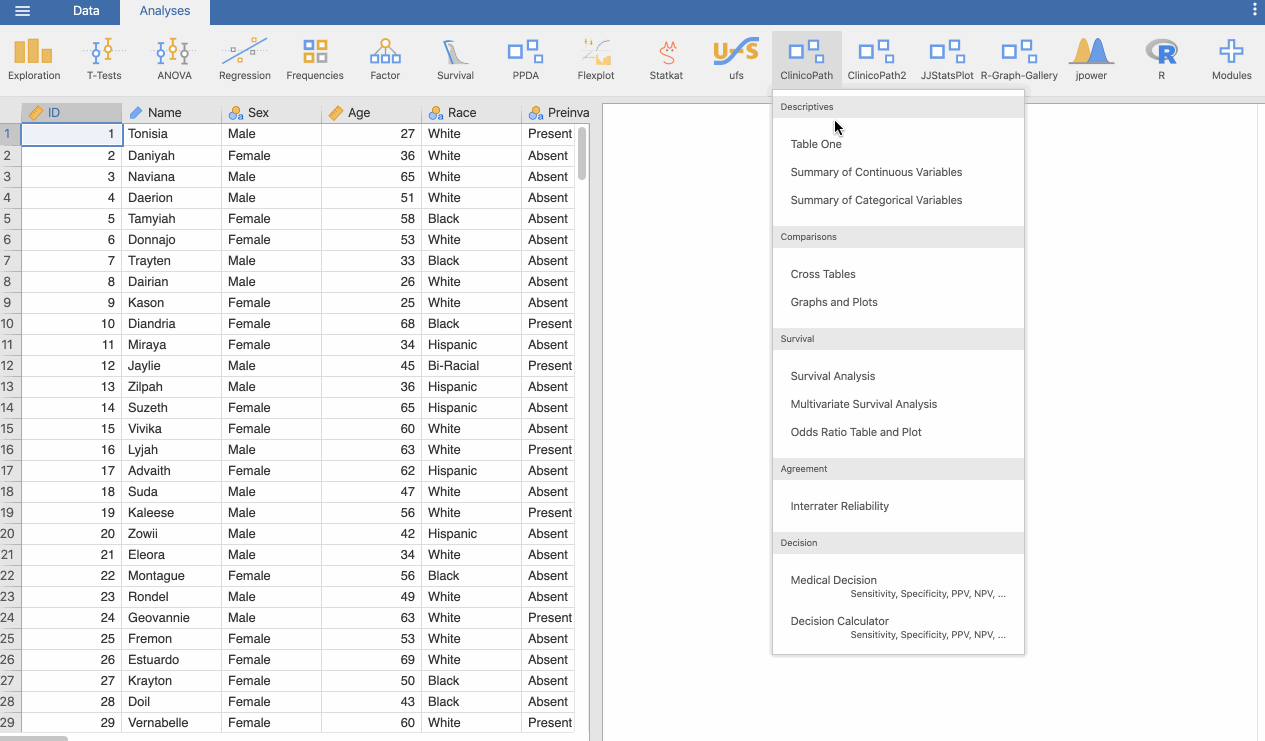 Data Analyses
Exploration T-Tests ANOVA Regression Frequencies Factor Survival PPDA Flexplot Statkat ufs ClinicoPath ClinicoPath2 JJStatsPlot R-Graph-Gallery jpower R Modules
ID Name Sex Age Race Preinva
1 1 Tonisia Male 27 White Present
2 2 Daniyah Female 36 White Absent
3 3 Naviana Male 65 White Absent
4 4 Daerion Male 51 White Absent
5 5 Tamyiah Female 58 Black Absent
6 6 Donnajo Female 53 White Absent
7 7 Trayten Male 33 Black Absent
8 8 Dairian Male 26 White Absent
9 9 Kason Female 25 White Absent
10 10 Diandria Female 68 Black Present
11 11 Miraya Female 34 Hispanic Absent
12 12 Jaylie Male 45 Bi-Racial Present
13 13 Zilpah Male 36 Hispanic Absent
14 14 Suzeth Female 65 Hispanic Absent
15 15 Vivika Female 60 White Absent
16 16 Lyjah Male 63 White Present
17 17 Advaith Female 62 Hispanic Absent
18 18 Suda Male 47 White Absent
19 19 Kaleese Male 56 White Present
20 20 Zowii Male 42 Hispanic Absent
21 21 Eleora Male 34 White Absent
22 22 Montague Female 56 Black Absent
23 23 Rondel Male 49 White Absent
24 24 Geovannie Male 63 White Present
25 25 Fremon Female 53 White Absent
26 26 Estuardo Female 69 White Absent
27 27 Krayton Female 50 Black Absent
28 28 Doil Female 43 Black Absent
29 29 Vernabelle Female 60 White Present
Descriptives
Table One
Summary of Continuous Variables
Summary of Categorical Variables
Comparisons
Cross Tables
Graphs and Plots
Survival
Survival Analysis
Multivariate Survival Analysis
Odds Ratio Table and Plot
Agreement
Interrater Reliability
Decision
Medical Decision
Sensitivity, Specificity, PPV, NPV, ...
Decision Calculator
Sensitivity, Specificity, PPV, NPV, ...